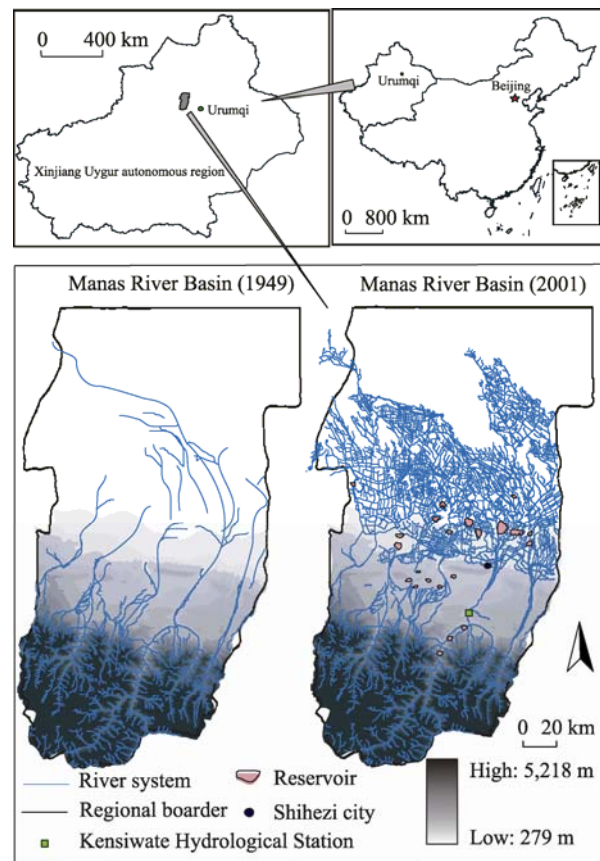 0 400 km
Urumqi
Xinjiang Uygur autonomous region
Urumqi
Beijing
0 800 km
Manas River Basin (1949)
Manas River Basin (2001)
0 20 km
River system
Regional boarder
Kensiwate Hydrological Station
Reservoir
Shihezi city
High: 5,218 m
Low: 279 m